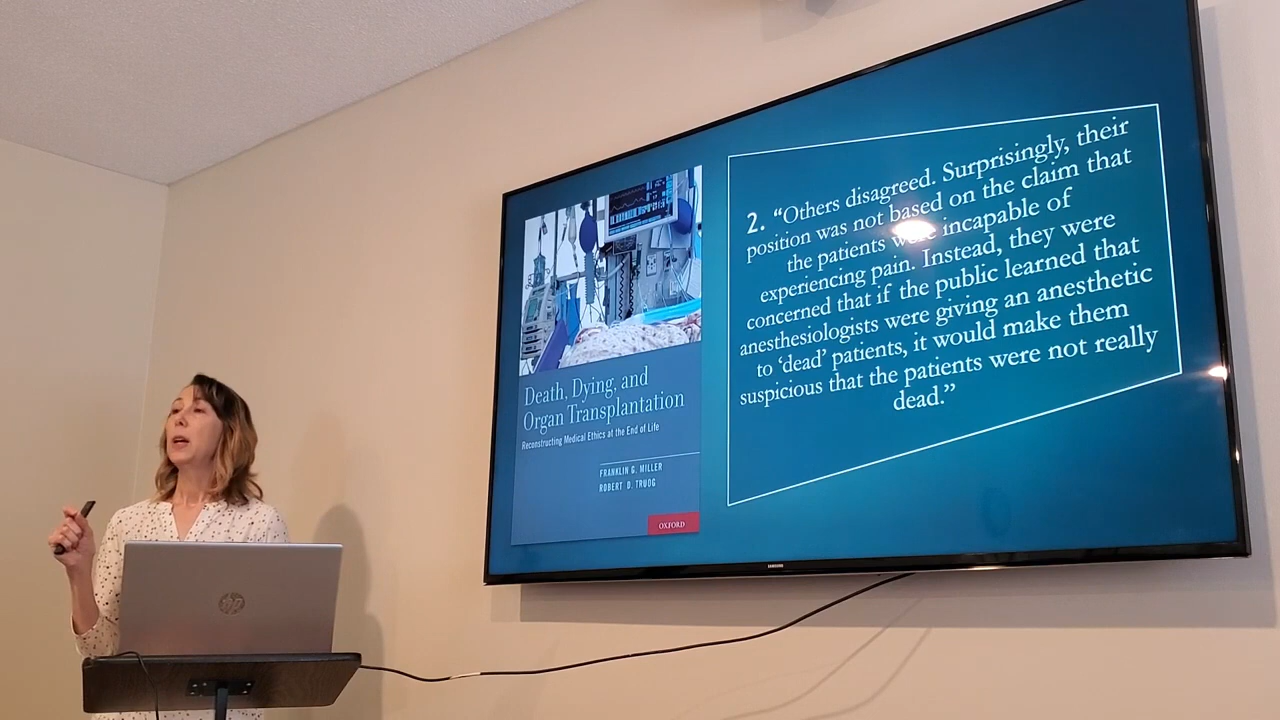 Death, Dying, and
Organ Transplantation
Reconstructing Medical Ethics at the End of Life
FRANKLIN G. MILLER
ROBERT D. TRUOG
OXFORD
2. “Others disagreed. Surprisingly, their
position was not based on the claim that
the patients were incapable of
experiencing pain. Instead, they were
concerned that if the public learned that
anesthesiologists were giving an anesthetic
to ‘dead’ patients, it would make them
suspicious that the patients were not really
dead.”
SAMSUNG
hp